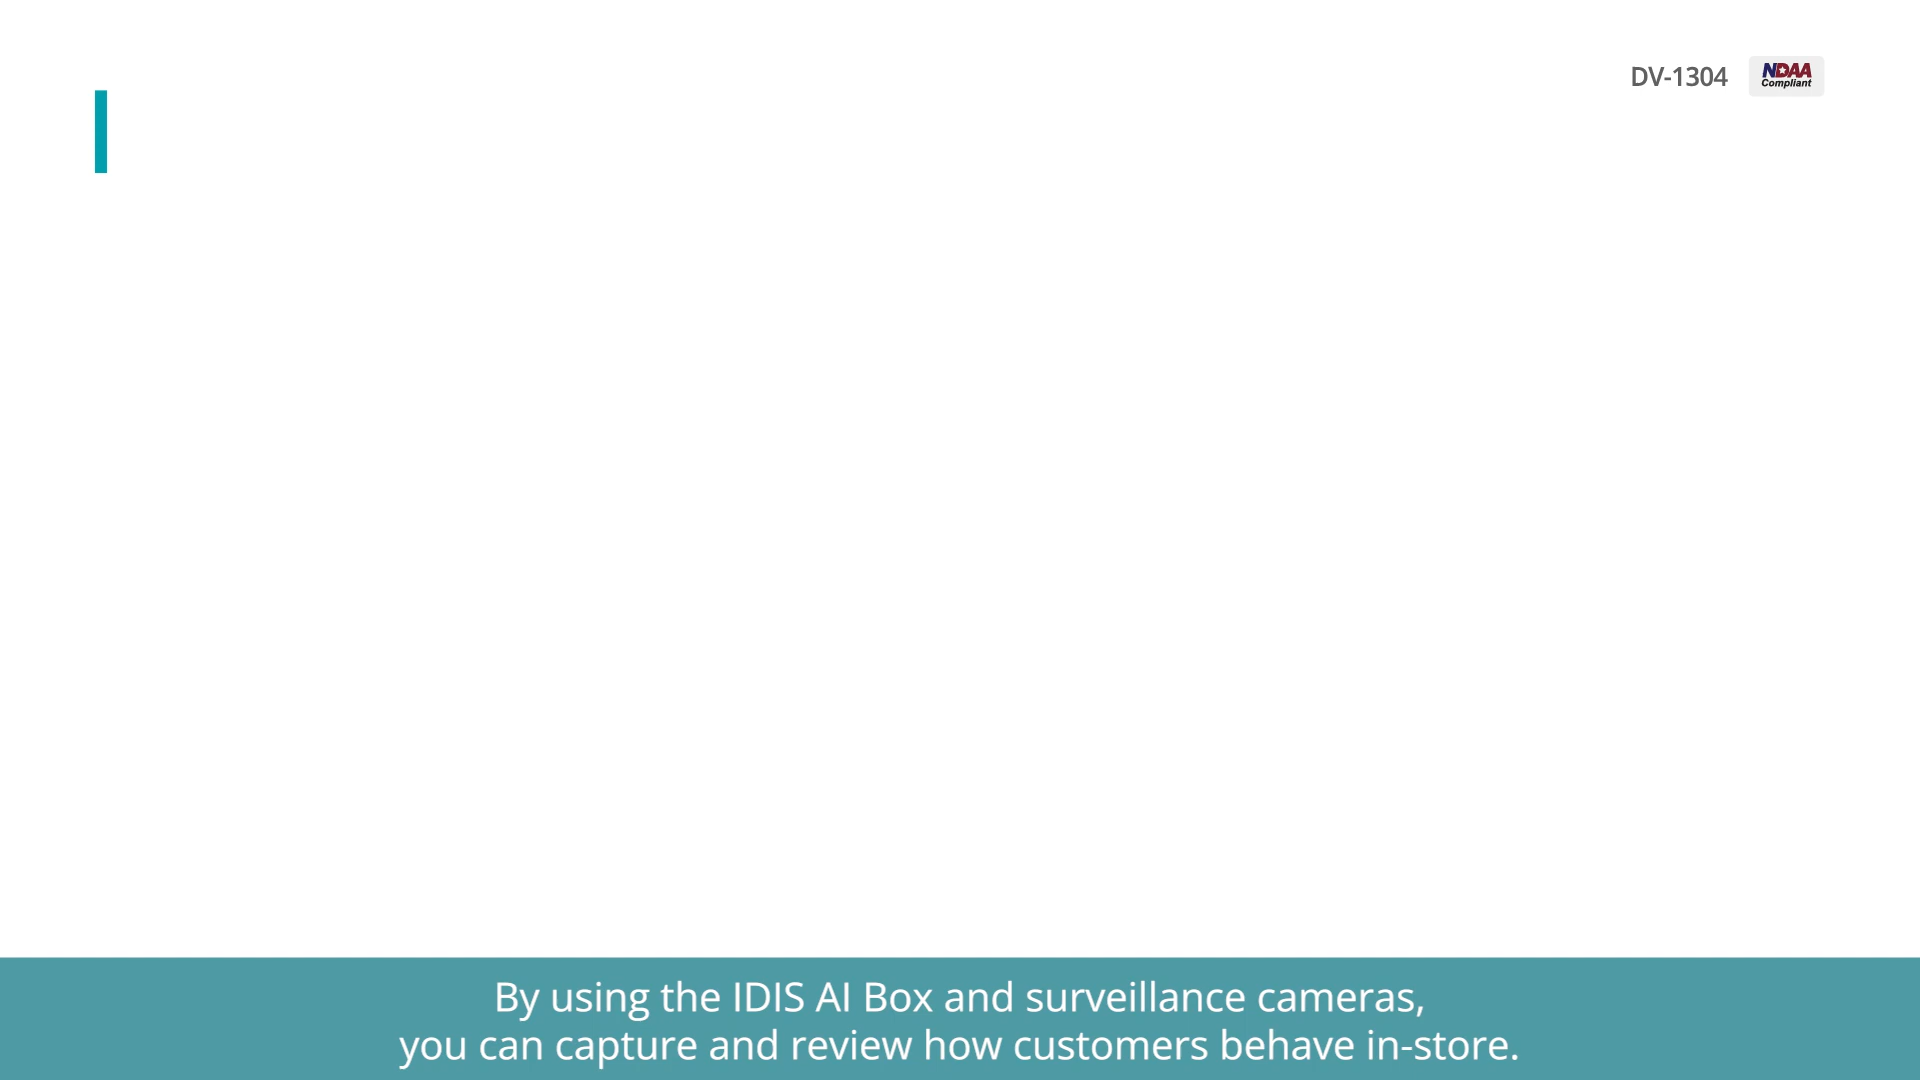 DV-1304
NDAA
Compliant
By using the IDIS AI Box and surveillance cameras,
you can capture and review how customers behave in-store.